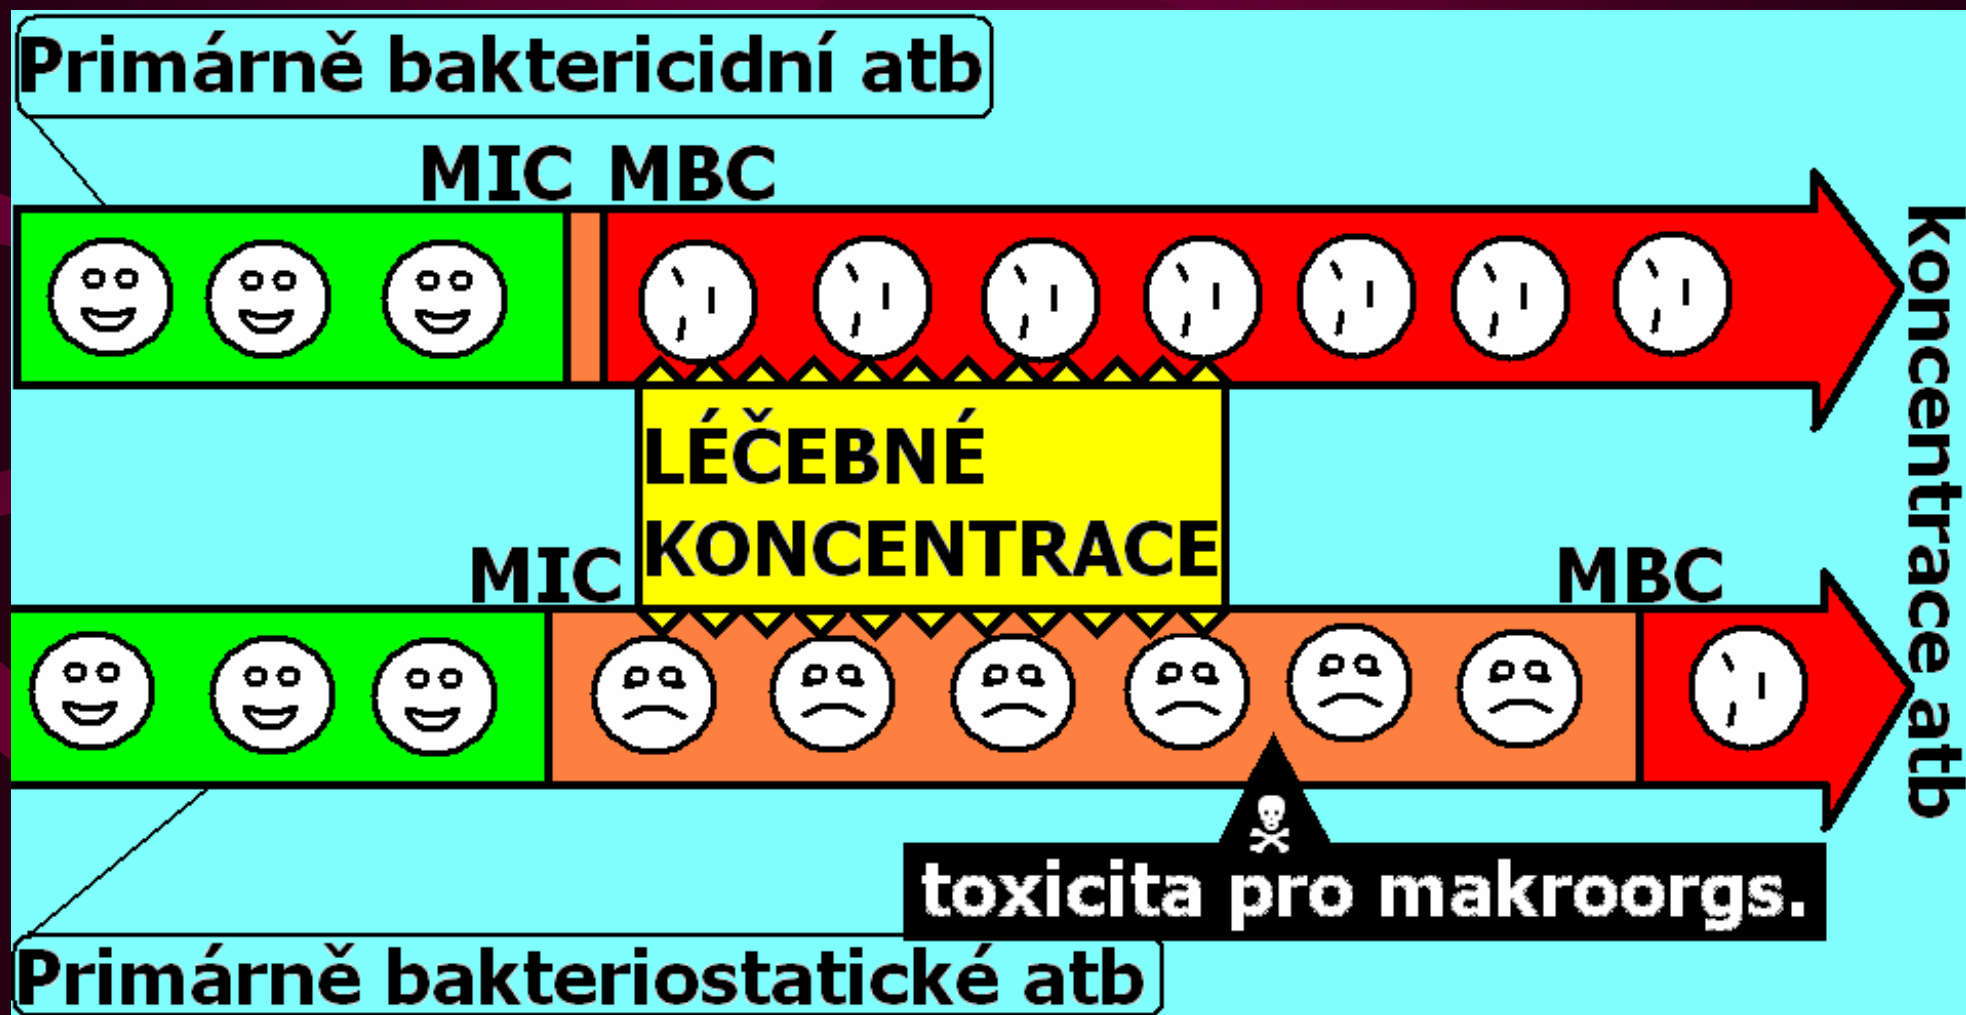 Primárně baktericidní atb
MIC MBC
LÉČEBNÉ
KONCENTRACE
MIC
MBC
koncentrace atb
toxicita pro makroorgs.
Primárně bakteriostatické atb